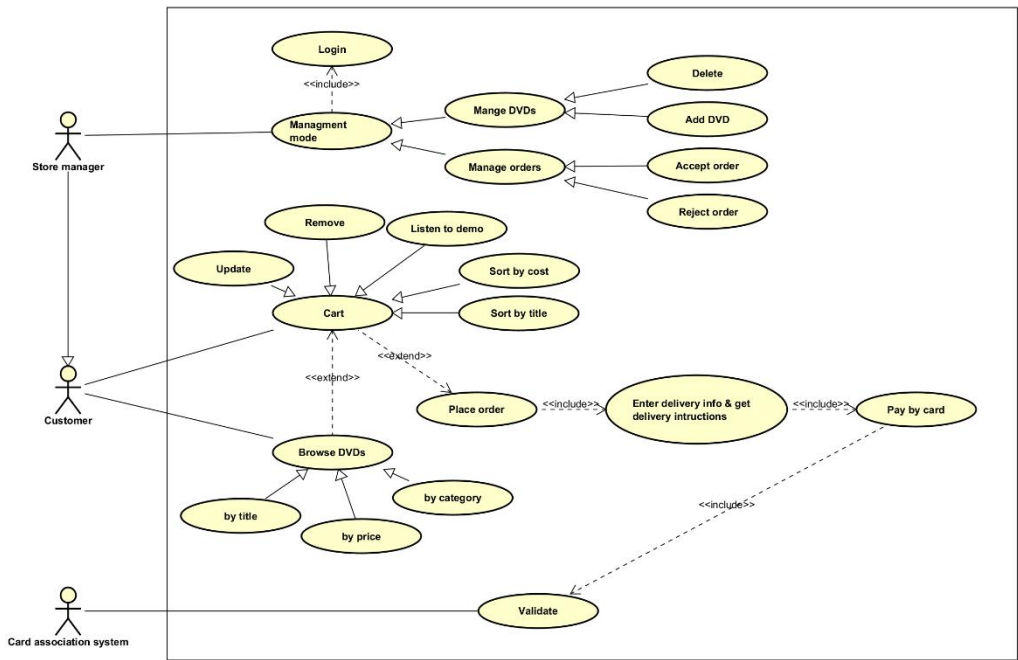 Login
<<include>>
Managment
mode
Mange DVDs
Delete
Add DVD
Manage orders
Accept order
Reject order
Store manager
Remove
Listen to demo
Update
Sort by cost
Cart
Sort by title
<<extend>>
<<extend>>
Customer
Place order
<<include>>
Enter delivery info & get
delivery intructions
<<include>>
Pay by card
Browse DVDs
by category
by title
by price
<<include>>
Validate
Card association system